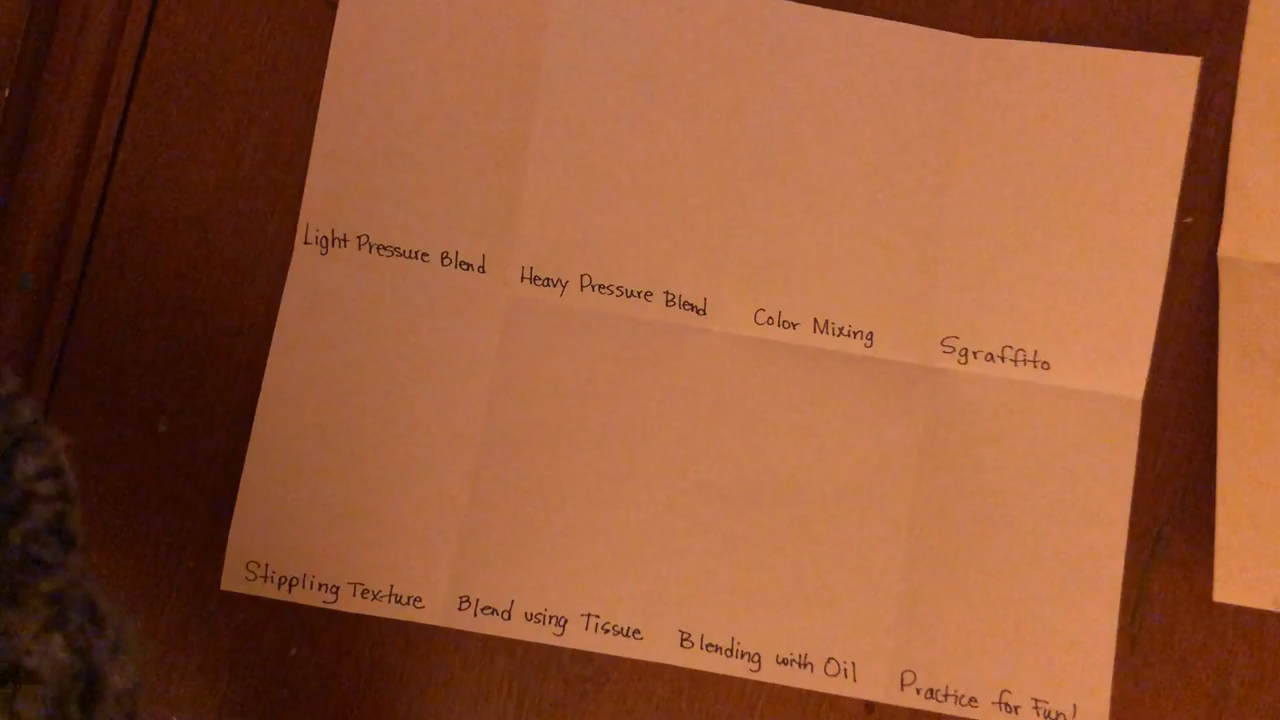 Light Pressure Blend
Heavy Pressure Blend
Color Mixing
Sgraffito
Stippling Texture
Blend using Tissue
Blending with Oil
Practice for Fun!